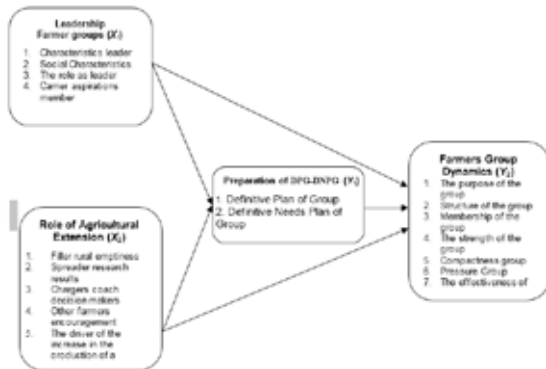 Leadership
Farmer groups (X₁)
1. Characteristics leader
2. Social Characteristics
3. The role as leader
4. Carrier aspirations
member
Preparation of DPG-DNPG (Y₁)
1. Definitive Plan of Group
2. Definitive Needs Plan of
Group
Role of Agricultural
Extension (X₂)
1. Filler rural emptiness
2. Spreader research
results
3. Chargers coach
decision makers
4. Other farmers
encouragement
5. The driver of the
increase in the
production of a
Farmers Group
Dynamics (Y₂)
1. The purpose of the
group
2. Structure of the group
3. Membership of the
group
4. The strength of the
group
5. Compactness group
6. Pressure Group
7. The effectiveness of